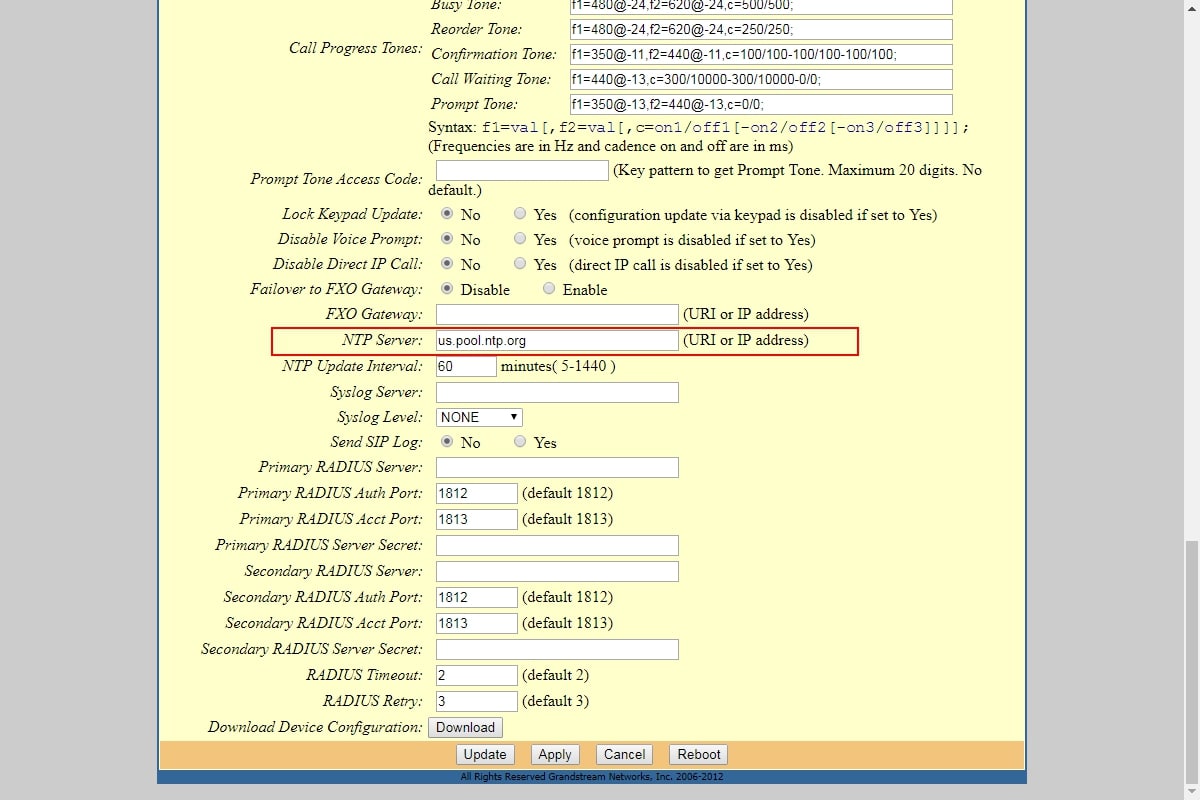 Busy Tone: f1=480@-24,f2=620@-24,c=500/500;
Reorder Tone: f1=480@-24,f2=620@-24,c=250/250;
Call Progress Tones: Confirmation Tone: f1=350@-11,f2=440@-11,c=100/100-100/100-100/100;
Call Waiting Tone: f1=440@-13,c=300/10000-300/10000-0/0;
Prompt Tone: f1=350@-13,f2=440@-13,c=0/0;
Syntax: f1=val[,f2=val[,c=on1/off1[-on2/off2[-on3/off3]]]];
(Frequencies are in Hz and cadence on and off are in ms)
Prompt Tone Access Code: (Key pattern to get Prompt Tone. Maximum 20 digits. No
default.)
Lock Keypad Update: No Yes (configuration update via keypad is disabled if set to Yes)
Disable Voice Prompt: No Yes (voice prompt is disabled if set to Yes)
Disable Direct IP Call: No Yes (direct IP call is disabled if set to Yes)
Failover to FXO Gateway: Disable Enable
FXO Gateway: (URI or IP address)
NTP Server: us.pool.ntp.org (URI or IP address)
NTP Update Interval: 60 minutes( 5-1440 )
Syslog Server:
Syslog Level: NONE
Send SIP Log: No Yes
Primary RADIUS Server:
Primary RADIUS Auth Port: 1812 (default 1812)
Primary RADIUS Acct Port: 1813 (default 1813)
Primary RADIUS Server Secret:
Secondary RADIUS Server:
Secondary RADIUS Auth Port: 1812 (default 1812)
Secondary RADIUS Acct Port: 1813 (default 1813)
Secondary RADIUS Server Secret:
RADIUS Timeout: 2 (default 2)
RADIUS Retry: 3 (default 3)
Download Device Configuration: Download
Update Apply Cancel Reboot
All Rights Reserved Grandstream Networks, Inc. 2006-2012